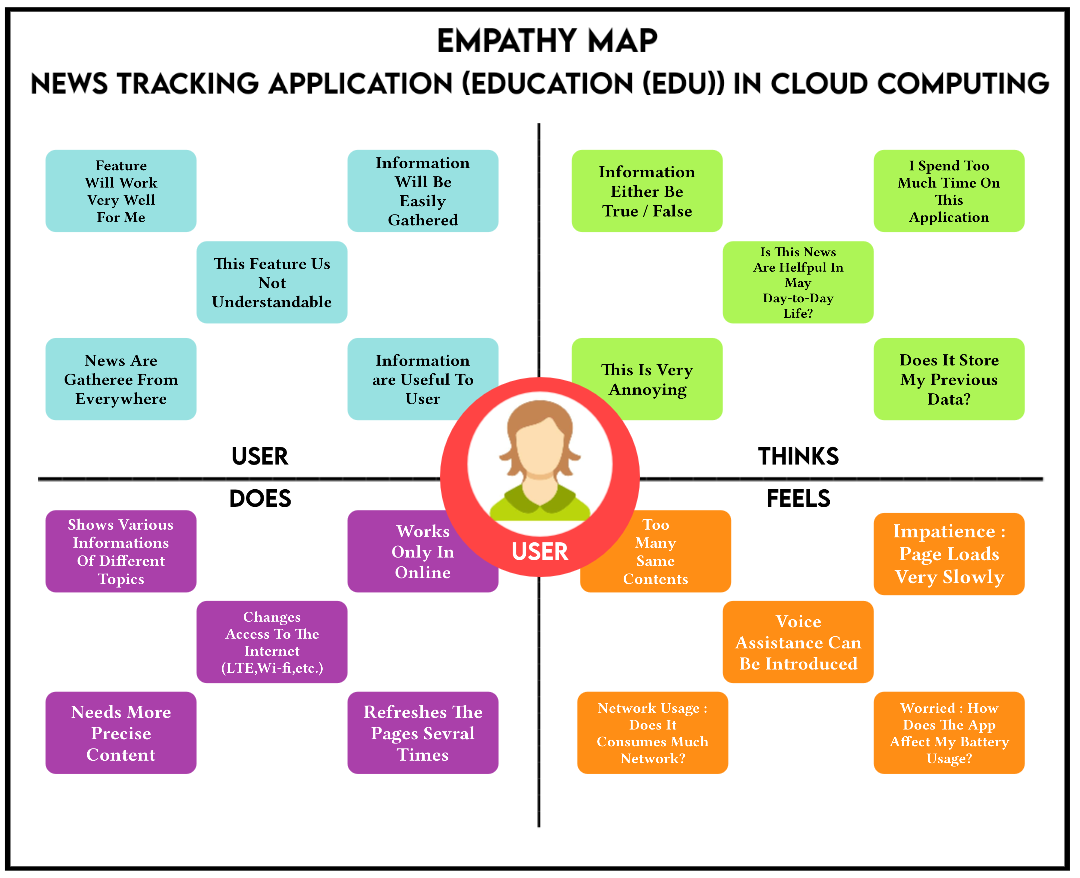 EMPATHY MAP
NEWS TRACKING APPLICATION (EDUCATION (EDU)) IN CLOUD COMPUTING
Feature
Will Work
Very Well
For Me
Information
Will Be
Easily
Gathered
This Feature Us
Not
Understandable
News Are
Gatheree From
Everywhere
Information
are Useful To
User
USER
Information
Either Be
True / False
I Spend Too
Much Time On
This
Application
Is This News
Are Helfpul In
May
Day-to-Day
Life?
This Is Very
Annoying
Does It Store
My Previous
Data?
THINKS
DOES
Shows Various
Informations
Of Different
Topics
Works
Only In
Online
Changes
Access To The
Internet
(LTE,Wi-fi,etc.)
Needs More
Precise
Content
Refreshes The
Pages Sevral
Times
USER
FEELS
Too
Many
Same
Contents
Impatience :
Page Loads
Very Slowly
Voice
Assistance Can
Be Introduced
Network Usage :
Does It
Consumes Much
Network?
Worried : How
Does The App
Affect My Battery
Usage?